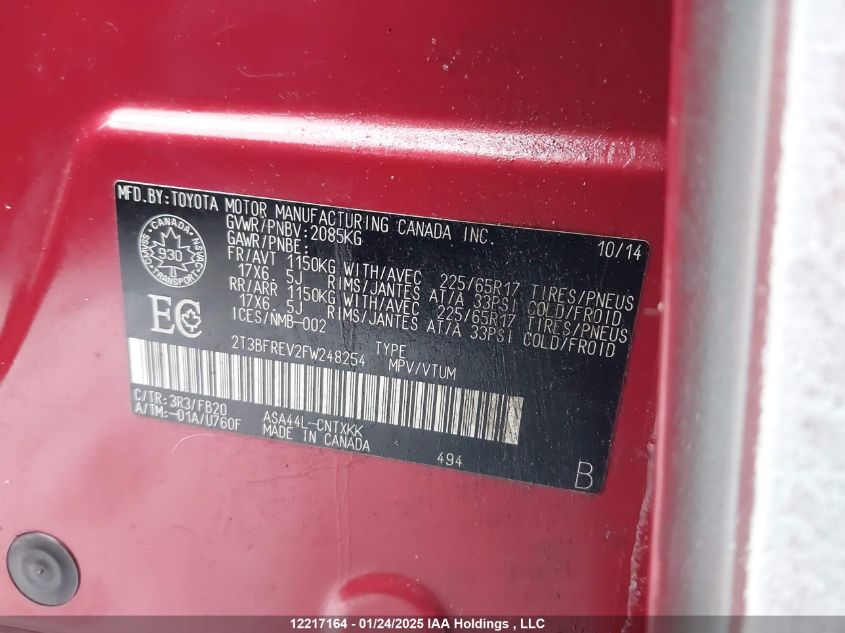 MFD.BY:TOYOTA MOTOR MANUFACTURING CANADA INC.
10/14
GVWR/PNBV:2085KG
GAWR/PNBE:
FR/AVT 1150KG WITH/AVEC 225/65R17 TIRES/PNEUS
17X6 5J RIMS/JANTES AT/A 33PSI COLD/FROID
RR/ARR 1150KG WITH/AVEC 225/65R17 TIRES/PNEUS
17X6 5J RIMS/JANTES AT/A 33PSI COLD/FROID
ICES/NMB-002
CANADA
930
TRANSPORT
EC
2T3BFREV2FW248254 TYPE
MPV/VTUM
C/TR:3R3/FB20
A/TM:-01A/U760F
ASA44L-CNTXKK
MADE IN CANADA
494
B
12217164 - 01/24/2025 IAA Holdings , LLC